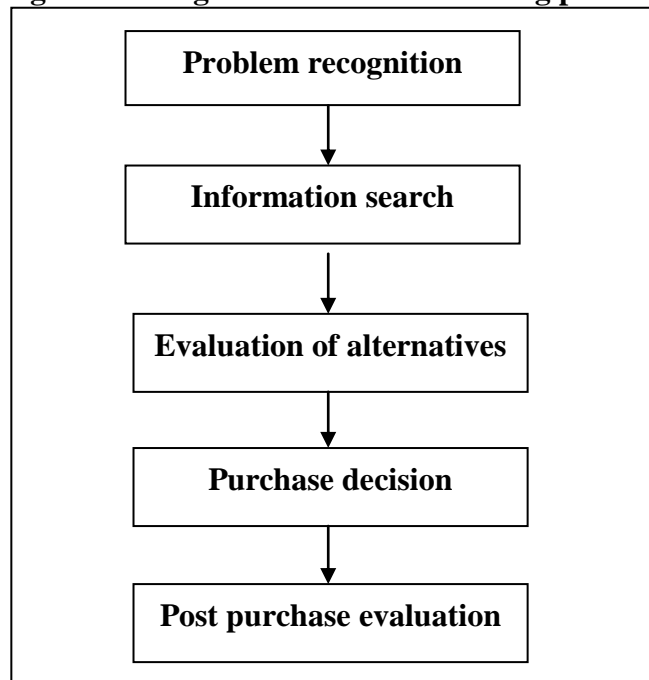 Problem recognition
Information search
Evaluation of alternatives
Purchase decision
Post purchase evaluation